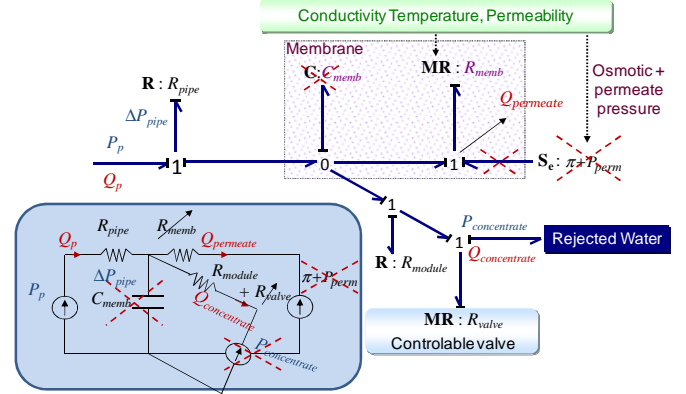 Conductivity Temperature, Permeability
Membrane
C: C_memb
MR : R_memb
R : R_pipe
Osmotic +
permeate
pressure
ΔP_pipe
Q_permeate
P_p
1
0
1
S_e : π+P_perm
Q_p
1
P_concentrate
1
Rejected Water
Q_concentrate
R : R_module
R_pipe
R_memb
Q_p
Q_permeate
R_module
ΔP_pipe
π+P_perm
P_p
C_memb
+ R_valve
Q_concentrate
P_concentrate
MR : R_valve
Controlable valve